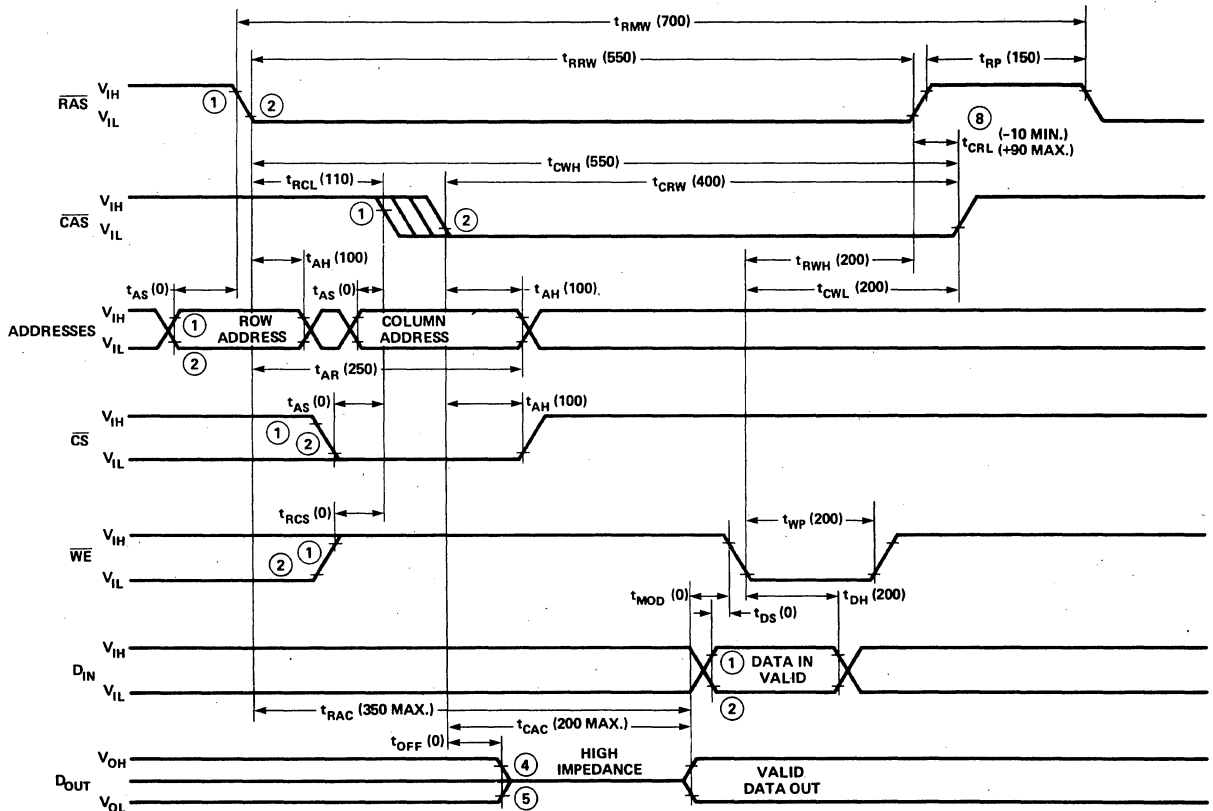 tRMW (700)
tRRW (550)
tRP (150)
RAS
VIH
VIL
1
2
8
tCRL (-10 MIN.)
(+90 MAX.)
tCWH (550)
tRCL (110)
tCRW (400)
CAS
VIH
VIL
1
2
tRWH (200)
tAH (100)
tAS (0)
tAS (0)
tCWL (200)
tAH (100)
ADDRESSES
VIH
VIL
1
2
ROW
ADDRESS
COLUMN
ADDRESS
tAR (250)
tAS (0)
tAH (100)
CS
VIH
VIL
1
2
tRCS (0)
tWP (200)
WE
VIH
VIL
2
1
tMOD (0)
tDS (0)
tDH (200)
DIN
VIH
VIL
1
2
DATA IN
VALID
tRAC (350 MAX.)
tCAC (200 MAX.)
tOFF (0)
DOUT
VOH
VOL
4
5
HIGH
IMPEDANCE
VALID
DATA OUT